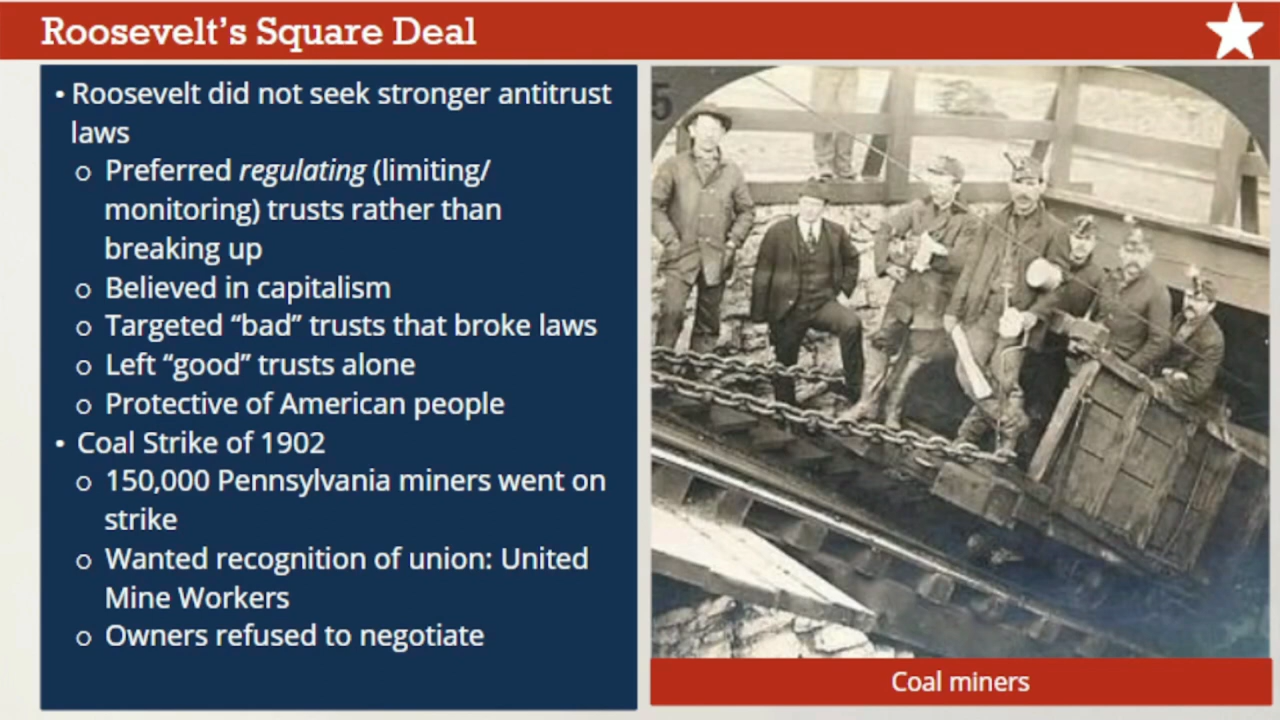 Roosevelt's Square Deal
• Roosevelt did not seek stronger antitrust
laws
o Preferred regulating (limiting/
monitoring) trusts rather than
breaking up
o Believed in capitalism
o Targeted “bad” trusts that broke laws
o Left “good” trusts alone
o Protective of American people
• Coal Strike of 1902
o 150,000 Pennsylvania miners went on
strike
o Wanted recognition of union: United
Mine Workers
o Owners refused to negotiate
5
Coal miners